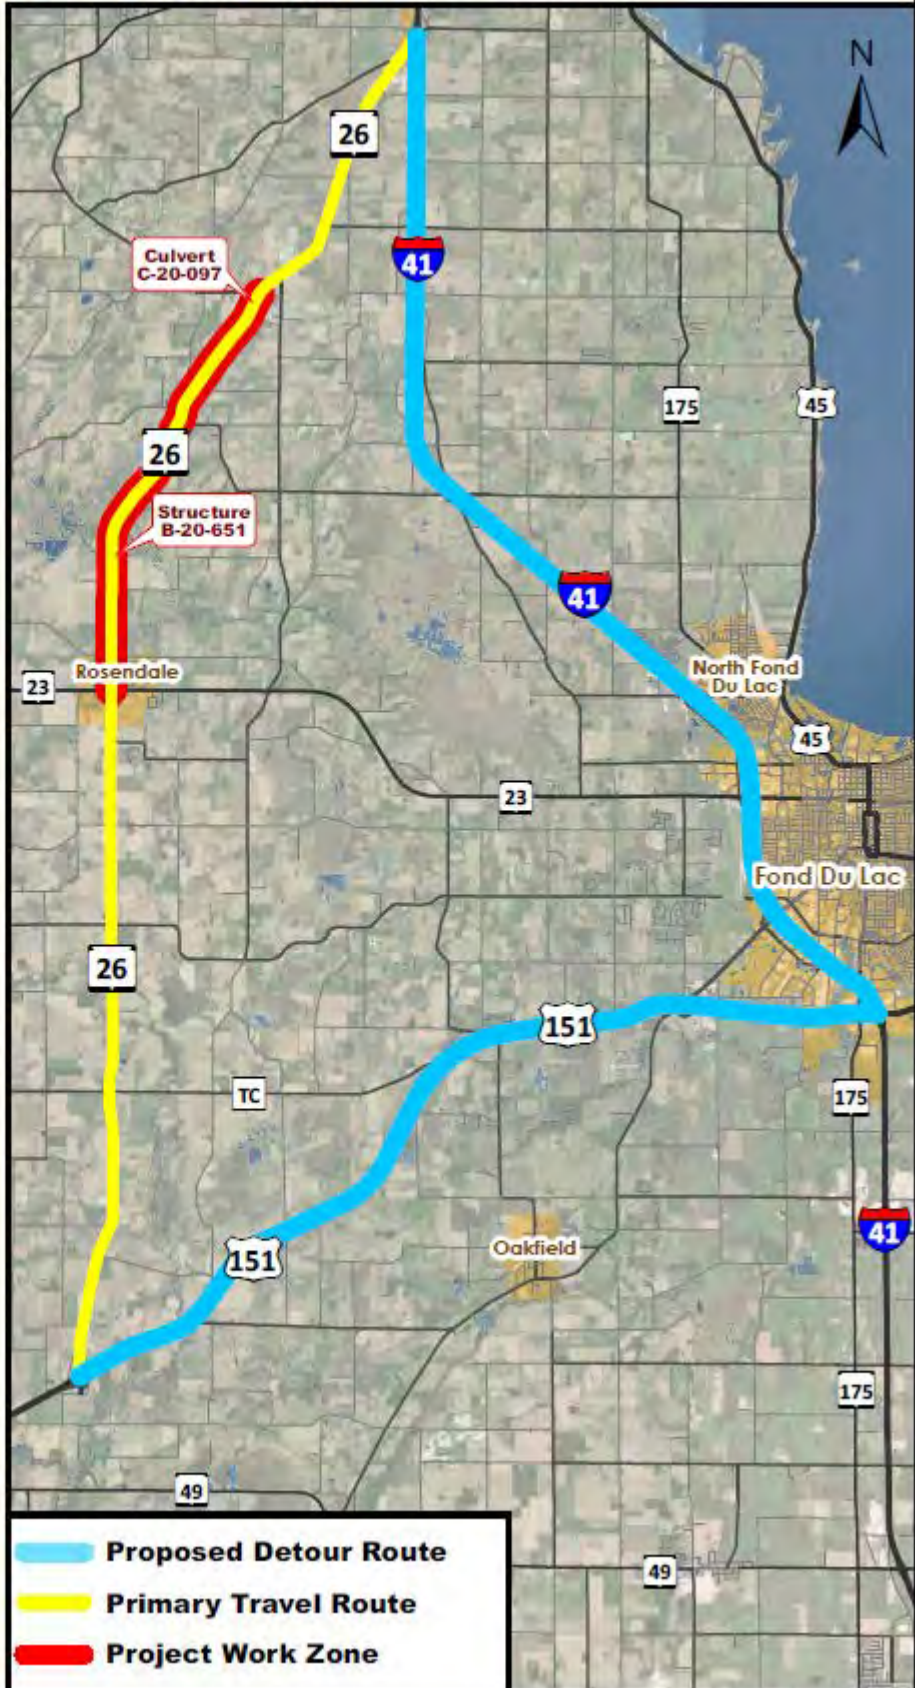 N
26
41
Culvert
C-20-097
175
45
26
Structure
B-20-651
41
Rosendale
23
North Fond
Du Lac
45
23
Fond Du Lac
26
151
TC
175
Oakfield
41
151
175
49
49
Proposed Detour Route
Primary Travel Route
Project Work Zone